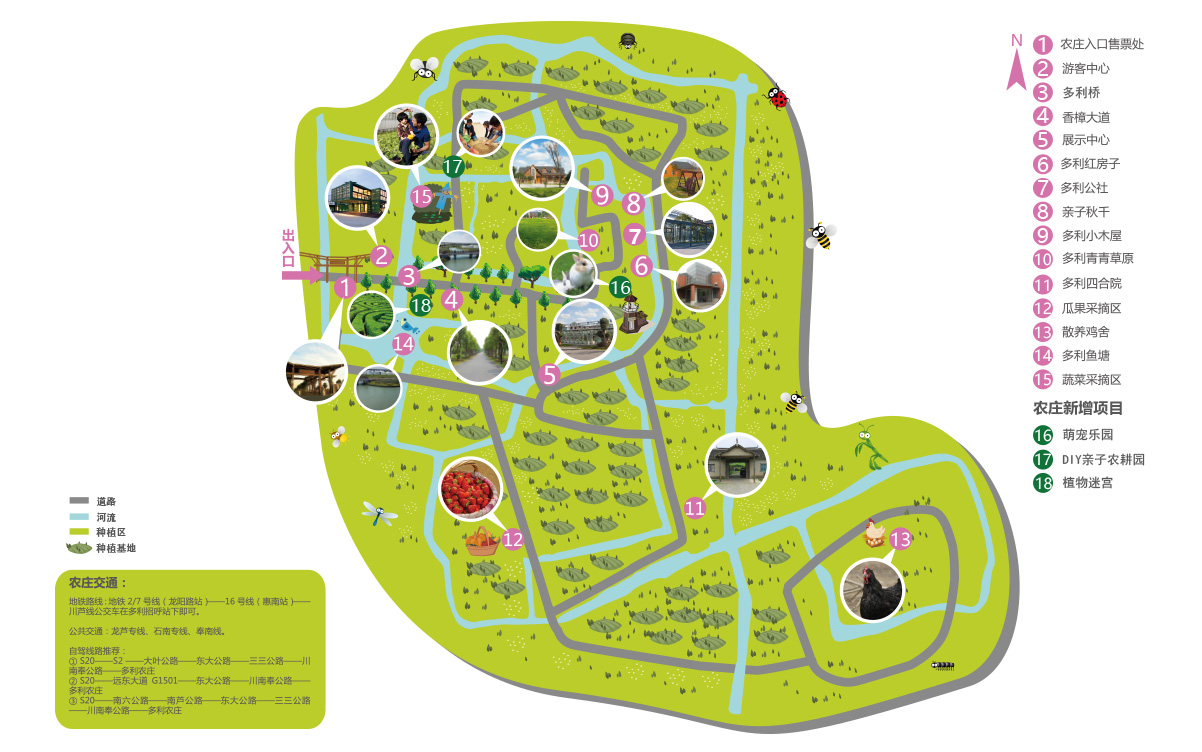 N
1 农庄入口售票处
2 游客中心
3 多利桥
4 香樟大道
5 展示中心
6 多利红房子
7 多利公社
8 亲子秋千
9 多利小木屋
10 多利青青草原
11 多利四合院
12 瓜果采摘区
13 散养鸡舍
14 多利鱼塘
15 蔬菜采摘区
农庄新增项目
16 萌宠乐园
17 DIY亲子农耕园
18 植物迷宫
17
15
9
8
2
10
7
出入口
3
6
1
18
4
16
14
5
11
12
13
道路
河流
种植区
种植基地
农庄交通：
地铁路线：地铁 2/7 号线（龙阳路站）——16 号线（惠南站）——
川芦线公交车在多利招呼站下即可。
公共交通：龙芦专线、石南专线、奉南线。
自驾线路推荐：
① S20——S2 ——大叶公路——东大公路——三三公路——川
南奉公路——多利农庄
② S20——远东大道 G1501——东大公路——川南奉公路——
多利农庄
③ S20——南六公路——南芦公路——东大公路——三三公路
——川南奉公路——多利农庄